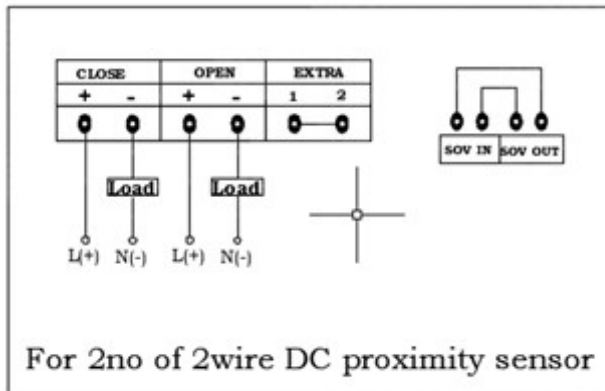 CLOSE OPEN EXTRA
+ - + - 1 2
SOV IN SOV OUT
Load Load
L(+) N(-) L(+) N(-)
For 2no of 2wire DC proximity sensor